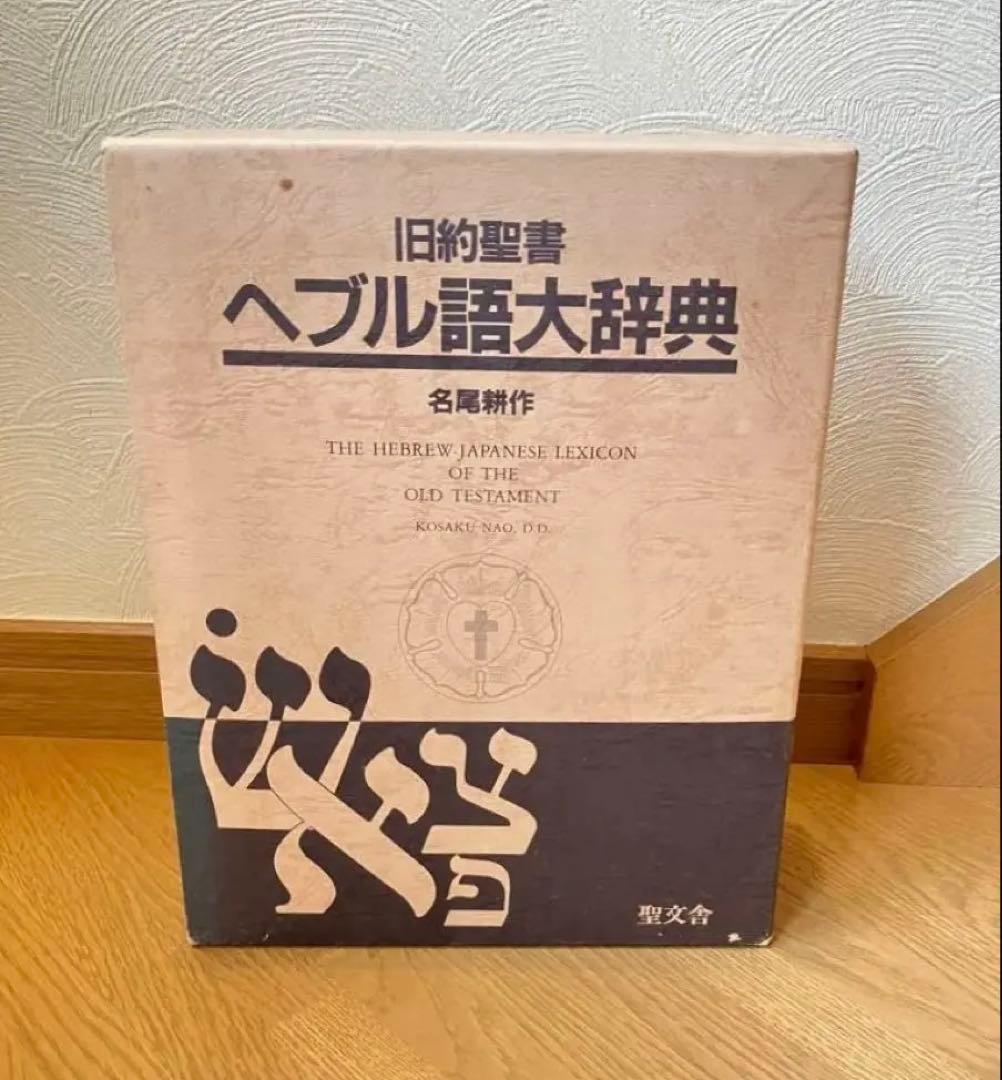 旧約聖書
ヘブル語大辞典
名尾耕作
THE HEBREW-JAPANESE LEXICON
OF THE
OLD TESTAMENT
KOSAKU NAO, D.D.
שׂ
א
צ
פ
聖文舎